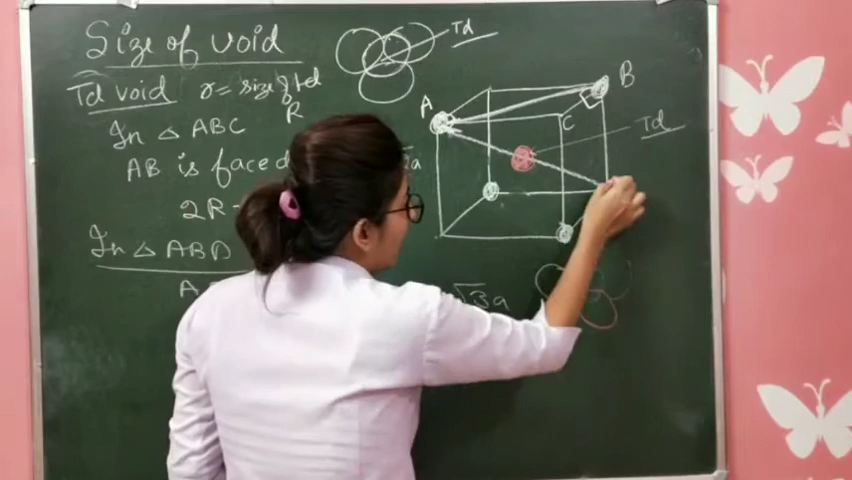 Size of void
Td void r = size of td
R
In △ ABC
AB is faced
2R =
In △ ABD
A
√3a
Td
A
B
C
Td